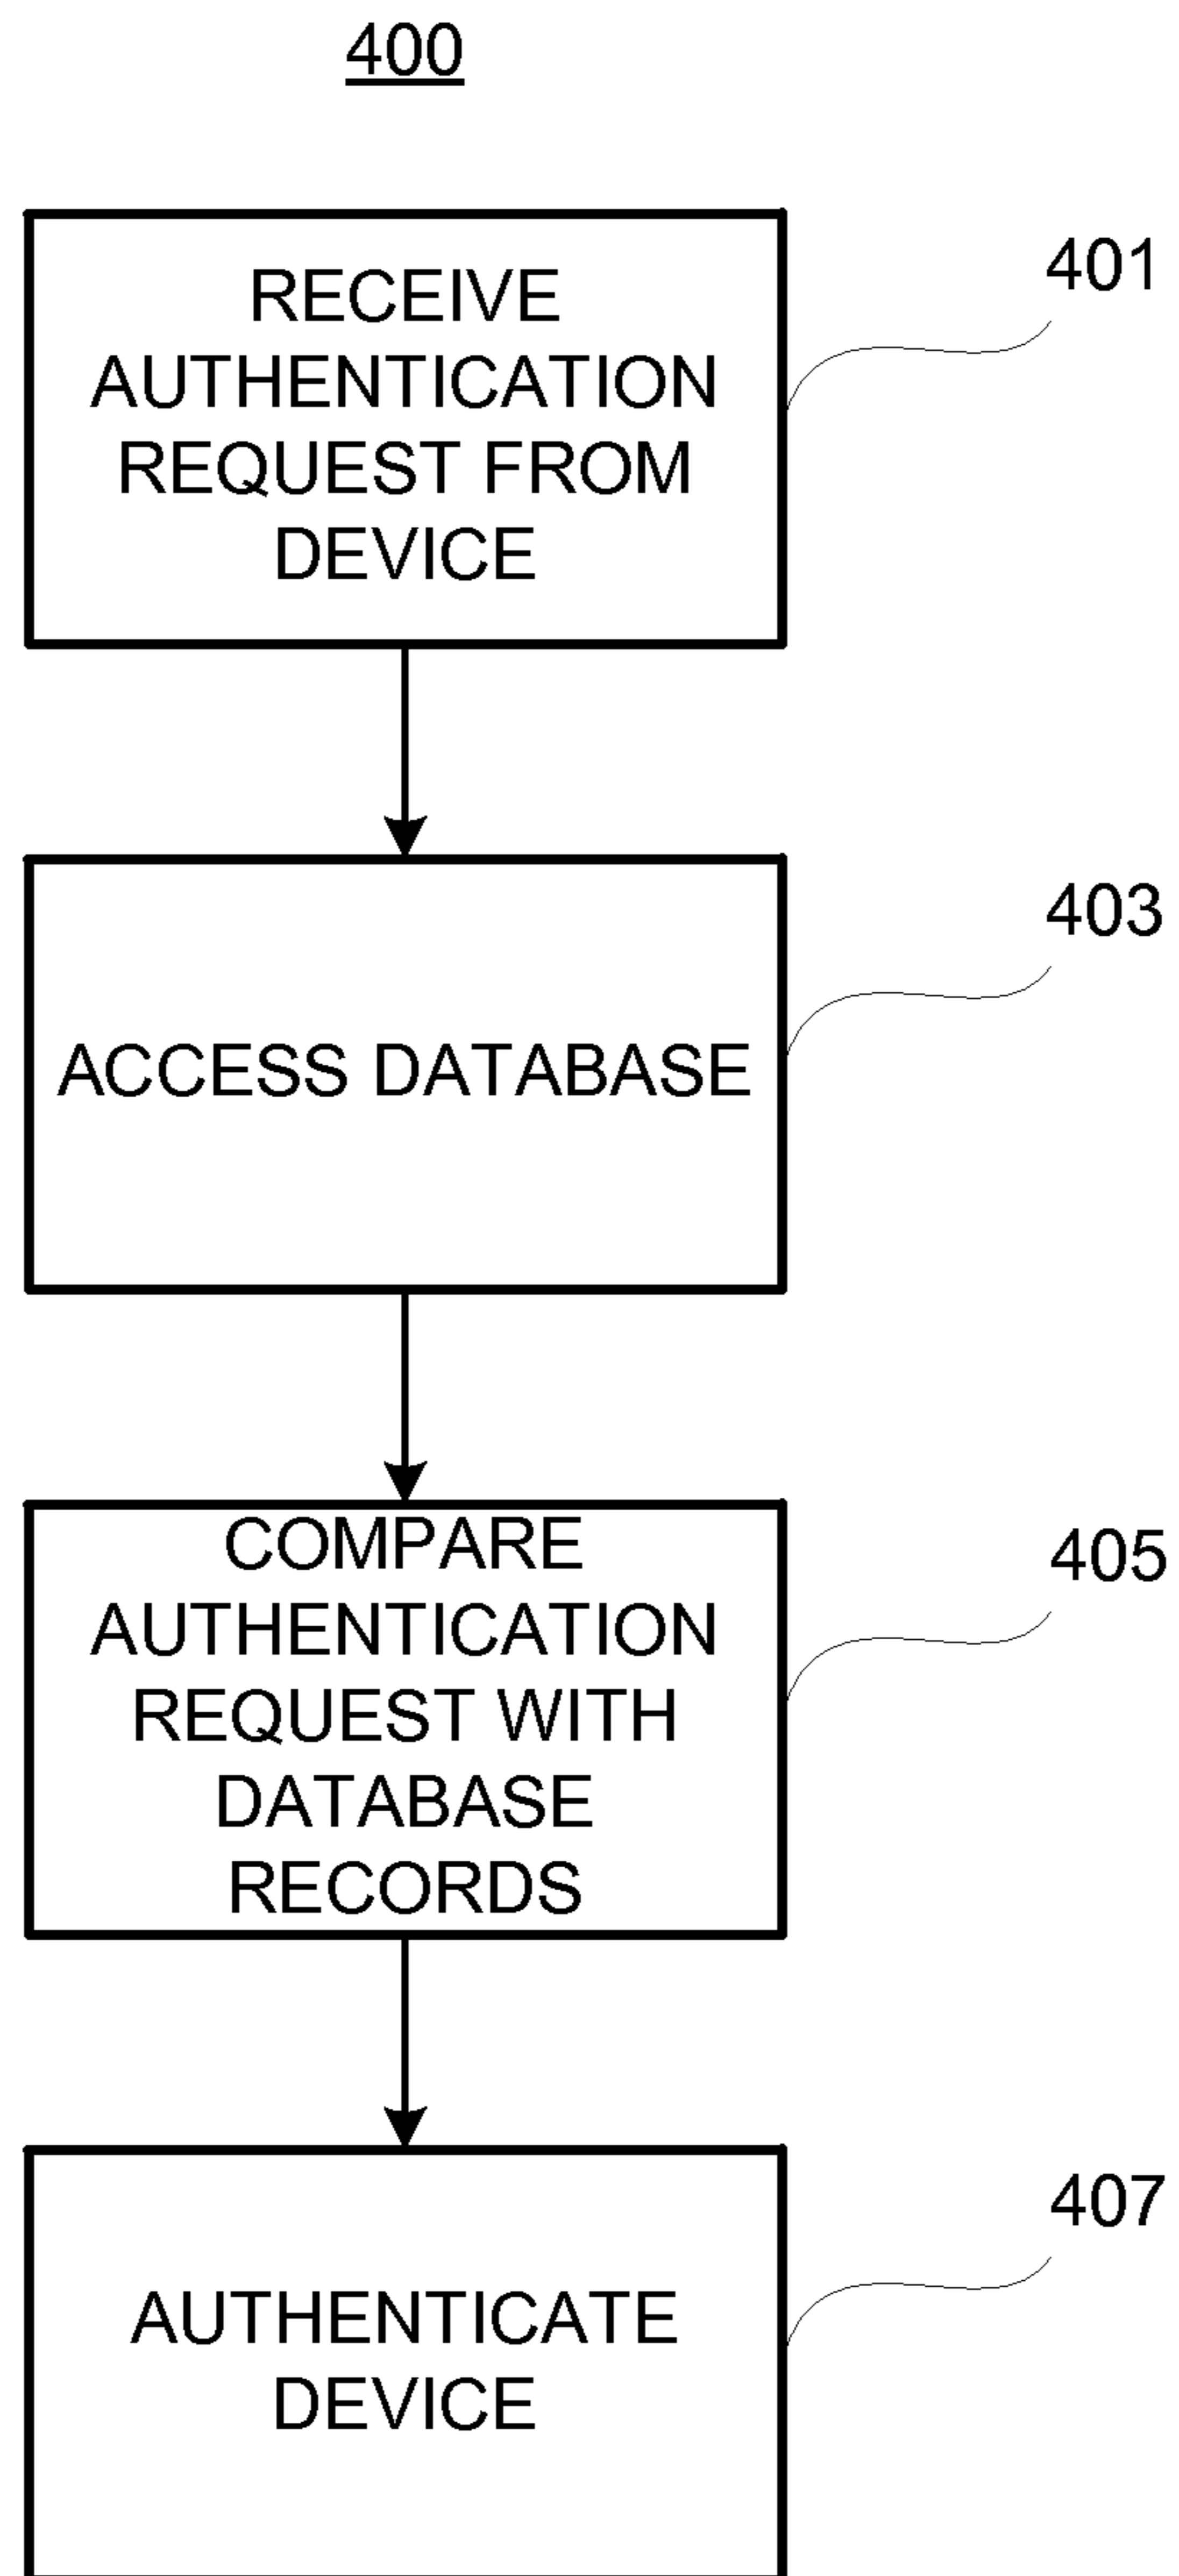 400
RECEIVE
AUTHENTICATION
REQUEST FROM
DEVICE
401
ACCESS DATABASE
403
COMPARE
AUTHENTICATION
REQUEST WITH
DATABASE
RECORDS
405
AUTHENTICATE
DEVICE
407